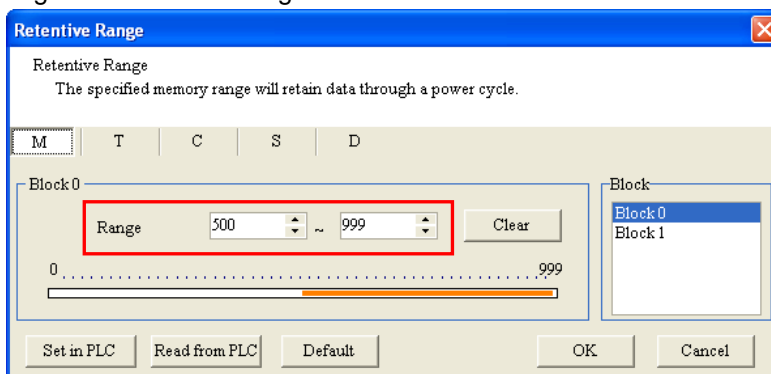 Retentive Range
Retentive Range
The specified memory range will retain data through a power cycle.
M T C S D
Block 0
Range 500 ~ 999 Clear
0 999
Block
Block 0
Block 1
Set in PLC Read from PLC Default OK Cancel